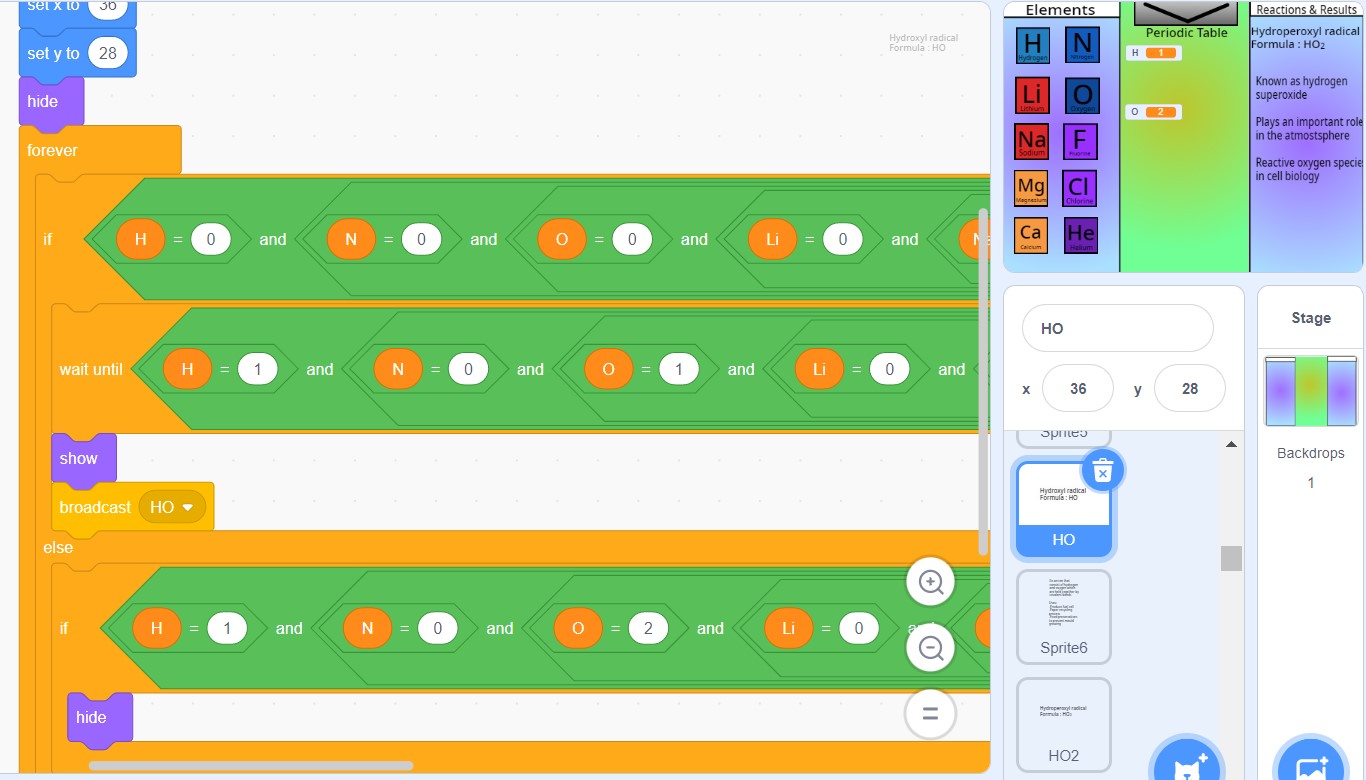 set x to 36
set y to 28
hide
forever
if H = 0 and N = 0 and O = 0 and Li = 0 and
wait until H = 1 and N = 0 and O = 1 and Li = 0 and
show
broadcast HO
else
if H = 1 and N = 0 and O = 2 and Li = 0
hide
Hydroxyl radical
Formula : HO
Elements
H N
Hydrogen Nitrogen
Li O
Lithium Oxygen
Na F
Sodium Fluorine
Mg Cl
Magnesium Chlorine
Ca He
Calcium Helium
Periodic Table
H 1
O 2
Reactions & Results
Hydroperoxyl radical
Formula : HO₂
Known as hydrogen
superoxide
Plays an important role
in the atmostsphere
Reactive oxygen specie
in cell biology
HO
x 36 y 28
Sprite5
Hydroxyl radical
Formula : HO
HO
Sprite6
Hydroperoxyl radical
Formula : HO₂
HO2
Stage
Backdrops
1